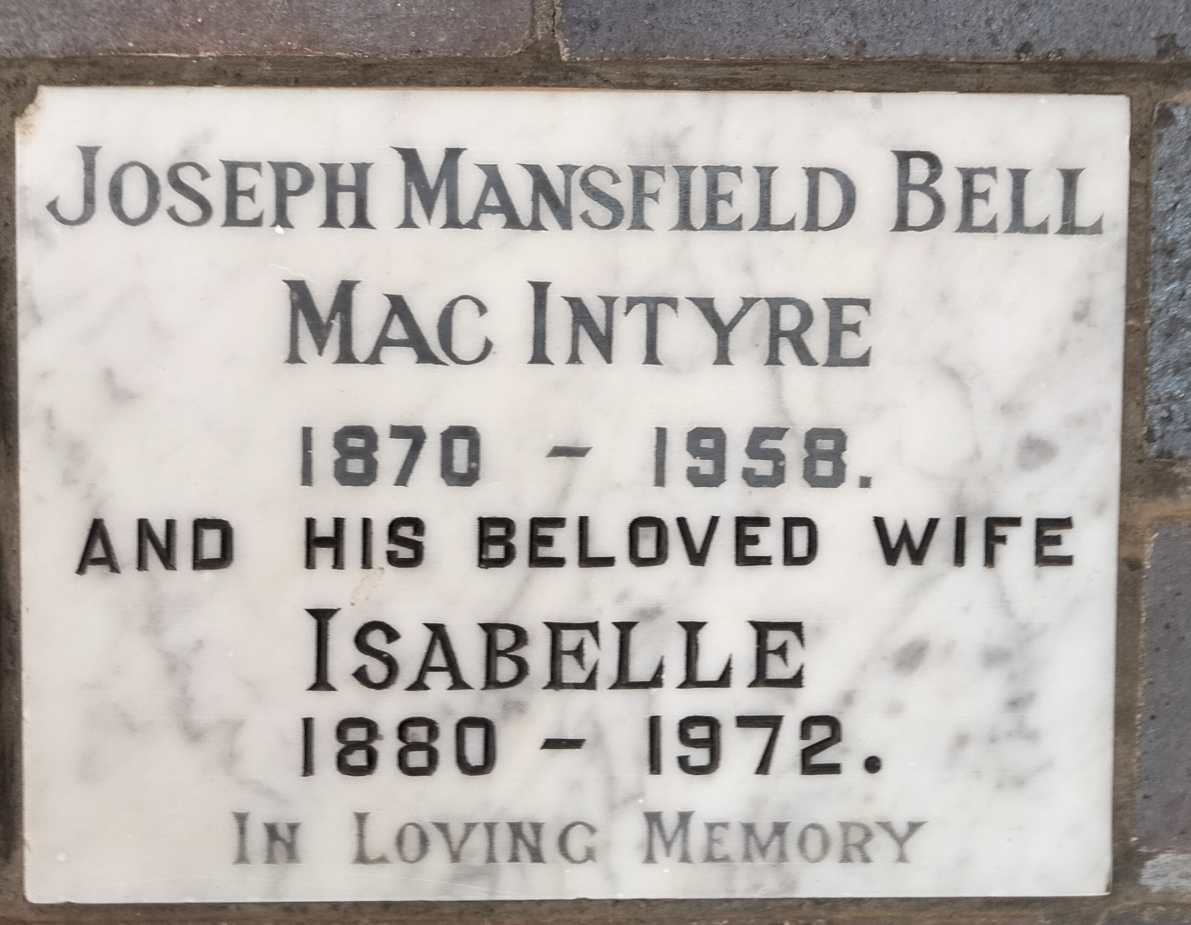 JOSEPH MANSFIELD BELL
MAC INTYRE
1870 - 1958.
AND HIS BELOVED WIFE
ISABELLE
1880 - 1972.
IN LOVING MEMORY